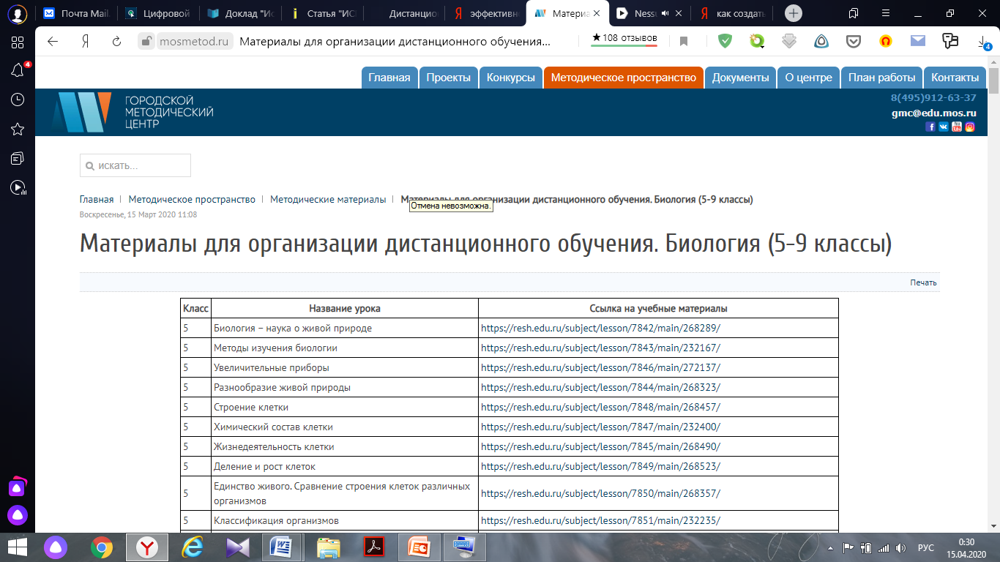 Почта Mail.
Цифровой
Доклад "Ис
Статья "ИСІ
Дистанцио
эффективн
Материа
Nessu
как создать
mosmetod.ru Материалы для организации дистанционного обучения...
★108 отзывов
4
4
Главная
Проекты
Конкурсы
Методическое пространство
Документы
О центре
План работы
Контакты
ГОРОДСКОЙ
МЕТОДИЧЕСКИЙ
ЦЕНТР
8(495)912-63-37
gmc@edu.mos.ru
искать...
Главная | Методическое пространство | Методические материалы | Материалы для организации дистанционного обучения. Биология (5-9 классы)
Отмена невозможна.
Воскресенье, 15 Март 2020 11:08
Материалы для организации дистанционного обучения. Биология (5-9 классы)
Печать
Класс Название урока Ссылка на учебные материалы
5 Биология – наука о живой природе https://resh.edu.ru/subject/lesson/7842/main/268289/
5 Методы изучения биологии https://resh.edu.ru/subject/lesson/7843/main/232167/
5 Увеличительные приборы https://resh.edu.ru/subject/lesson/7846/main/272137/
5 Разнообразие живой природы https://resh.edu.ru/subject/lesson/7844/main/268323/
5 Строение клетки https://resh.edu.ru/subject/lesson/7848/main/268457/
5 Химический состав клетки https://resh.edu.ru/subject/lesson/7847/main/232400/
5 Жизнедеятельность клетки https://resh.edu.ru/subject/lesson/7845/main/268490/
5 Деление и рост клеток https://resh.edu.ru/subject/lesson/7849/main/268523/
5 Единство живого. Сравнение строения клеток различных
организмов https://resh.edu.ru/subject/lesson/7850/main/268357/
5 Классификация организмов https://resh.edu.ru/subject/lesson/7851/main/232235/
РУС
0:30
15.04.2020